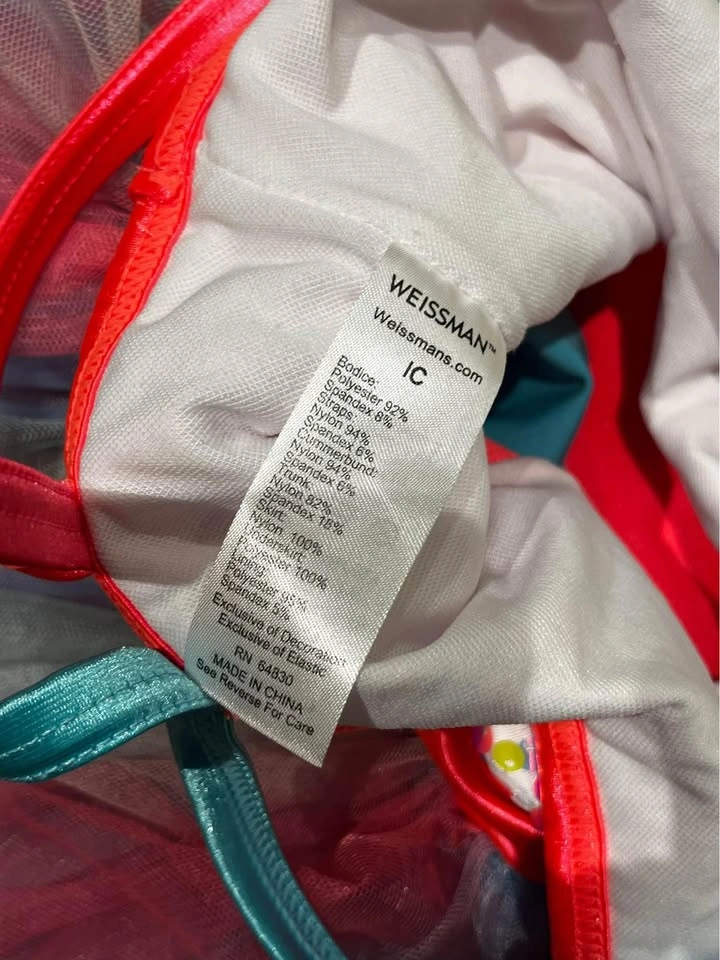 WEISSMAN™
Weissmans.com
IC
Bodice:
Polyester 92%
Spandex 8%
Straps:
Nylon 94%
Spandex 6%
Cummerbund:
Nylon 94%
Spandex 6%
Trunk:
Nylon 82%
Spandex 18%
Skirt:
Nylon 100%
Underskirt:
Polyester 100%
Lining:
Polyester 95%
Spandex 5%
Exclusive of Decoration
Exclusive of Elastic
RN 64830
MADE IN CHINA
See Reverse For Care